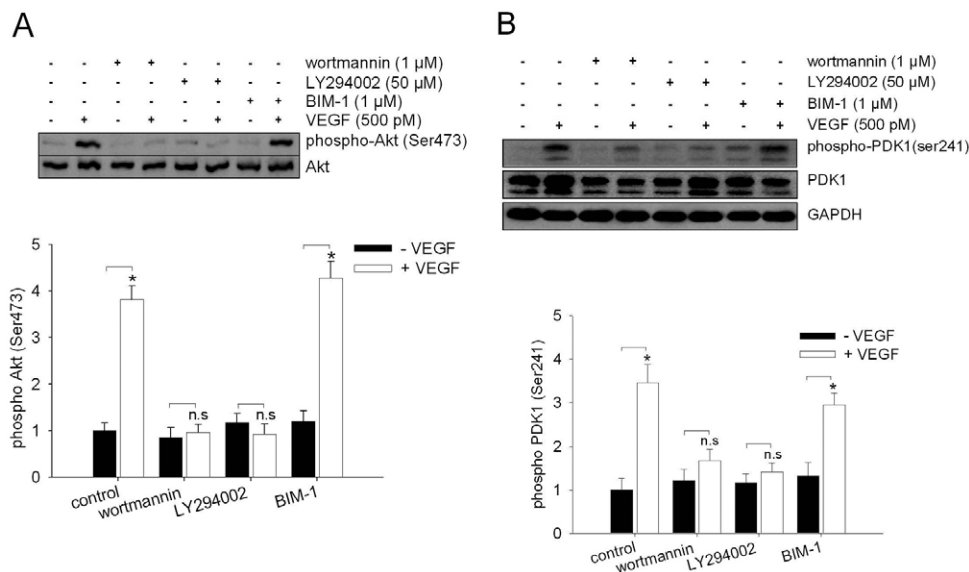 A
- - + + - - - - wortmannin (1 µM)
- - - - + + - - LY294002 (50 µM)
- - - - - - + + BIM-1 (1 µM)
- + - + - + - + VEGF (500 pM)
phospho-Akt (Ser473)
Akt
phospho Akt (Ser473)
5
4
3
2
1
0
- VEGF
+ VEGF
*
n.s
n.s
*
control
wortmannin
LY294002
BIM-1
B
- - + + - - - - wortmannin (1 µM)
- - - - + + - - LY294002 (50 µM)
- - - - - - + + BIM-1 (1 µM)
- + - + - + - + VEGF (500 pM)
phospho-PDK1(ser241)
PDK1
GAPDH
phospho PDK1 (Ser241)
5
4
3
2
1
0
- VEGF
+ VEGF
*
n.s
n.s
*
control
wortmannin
LY294002
BIM-1